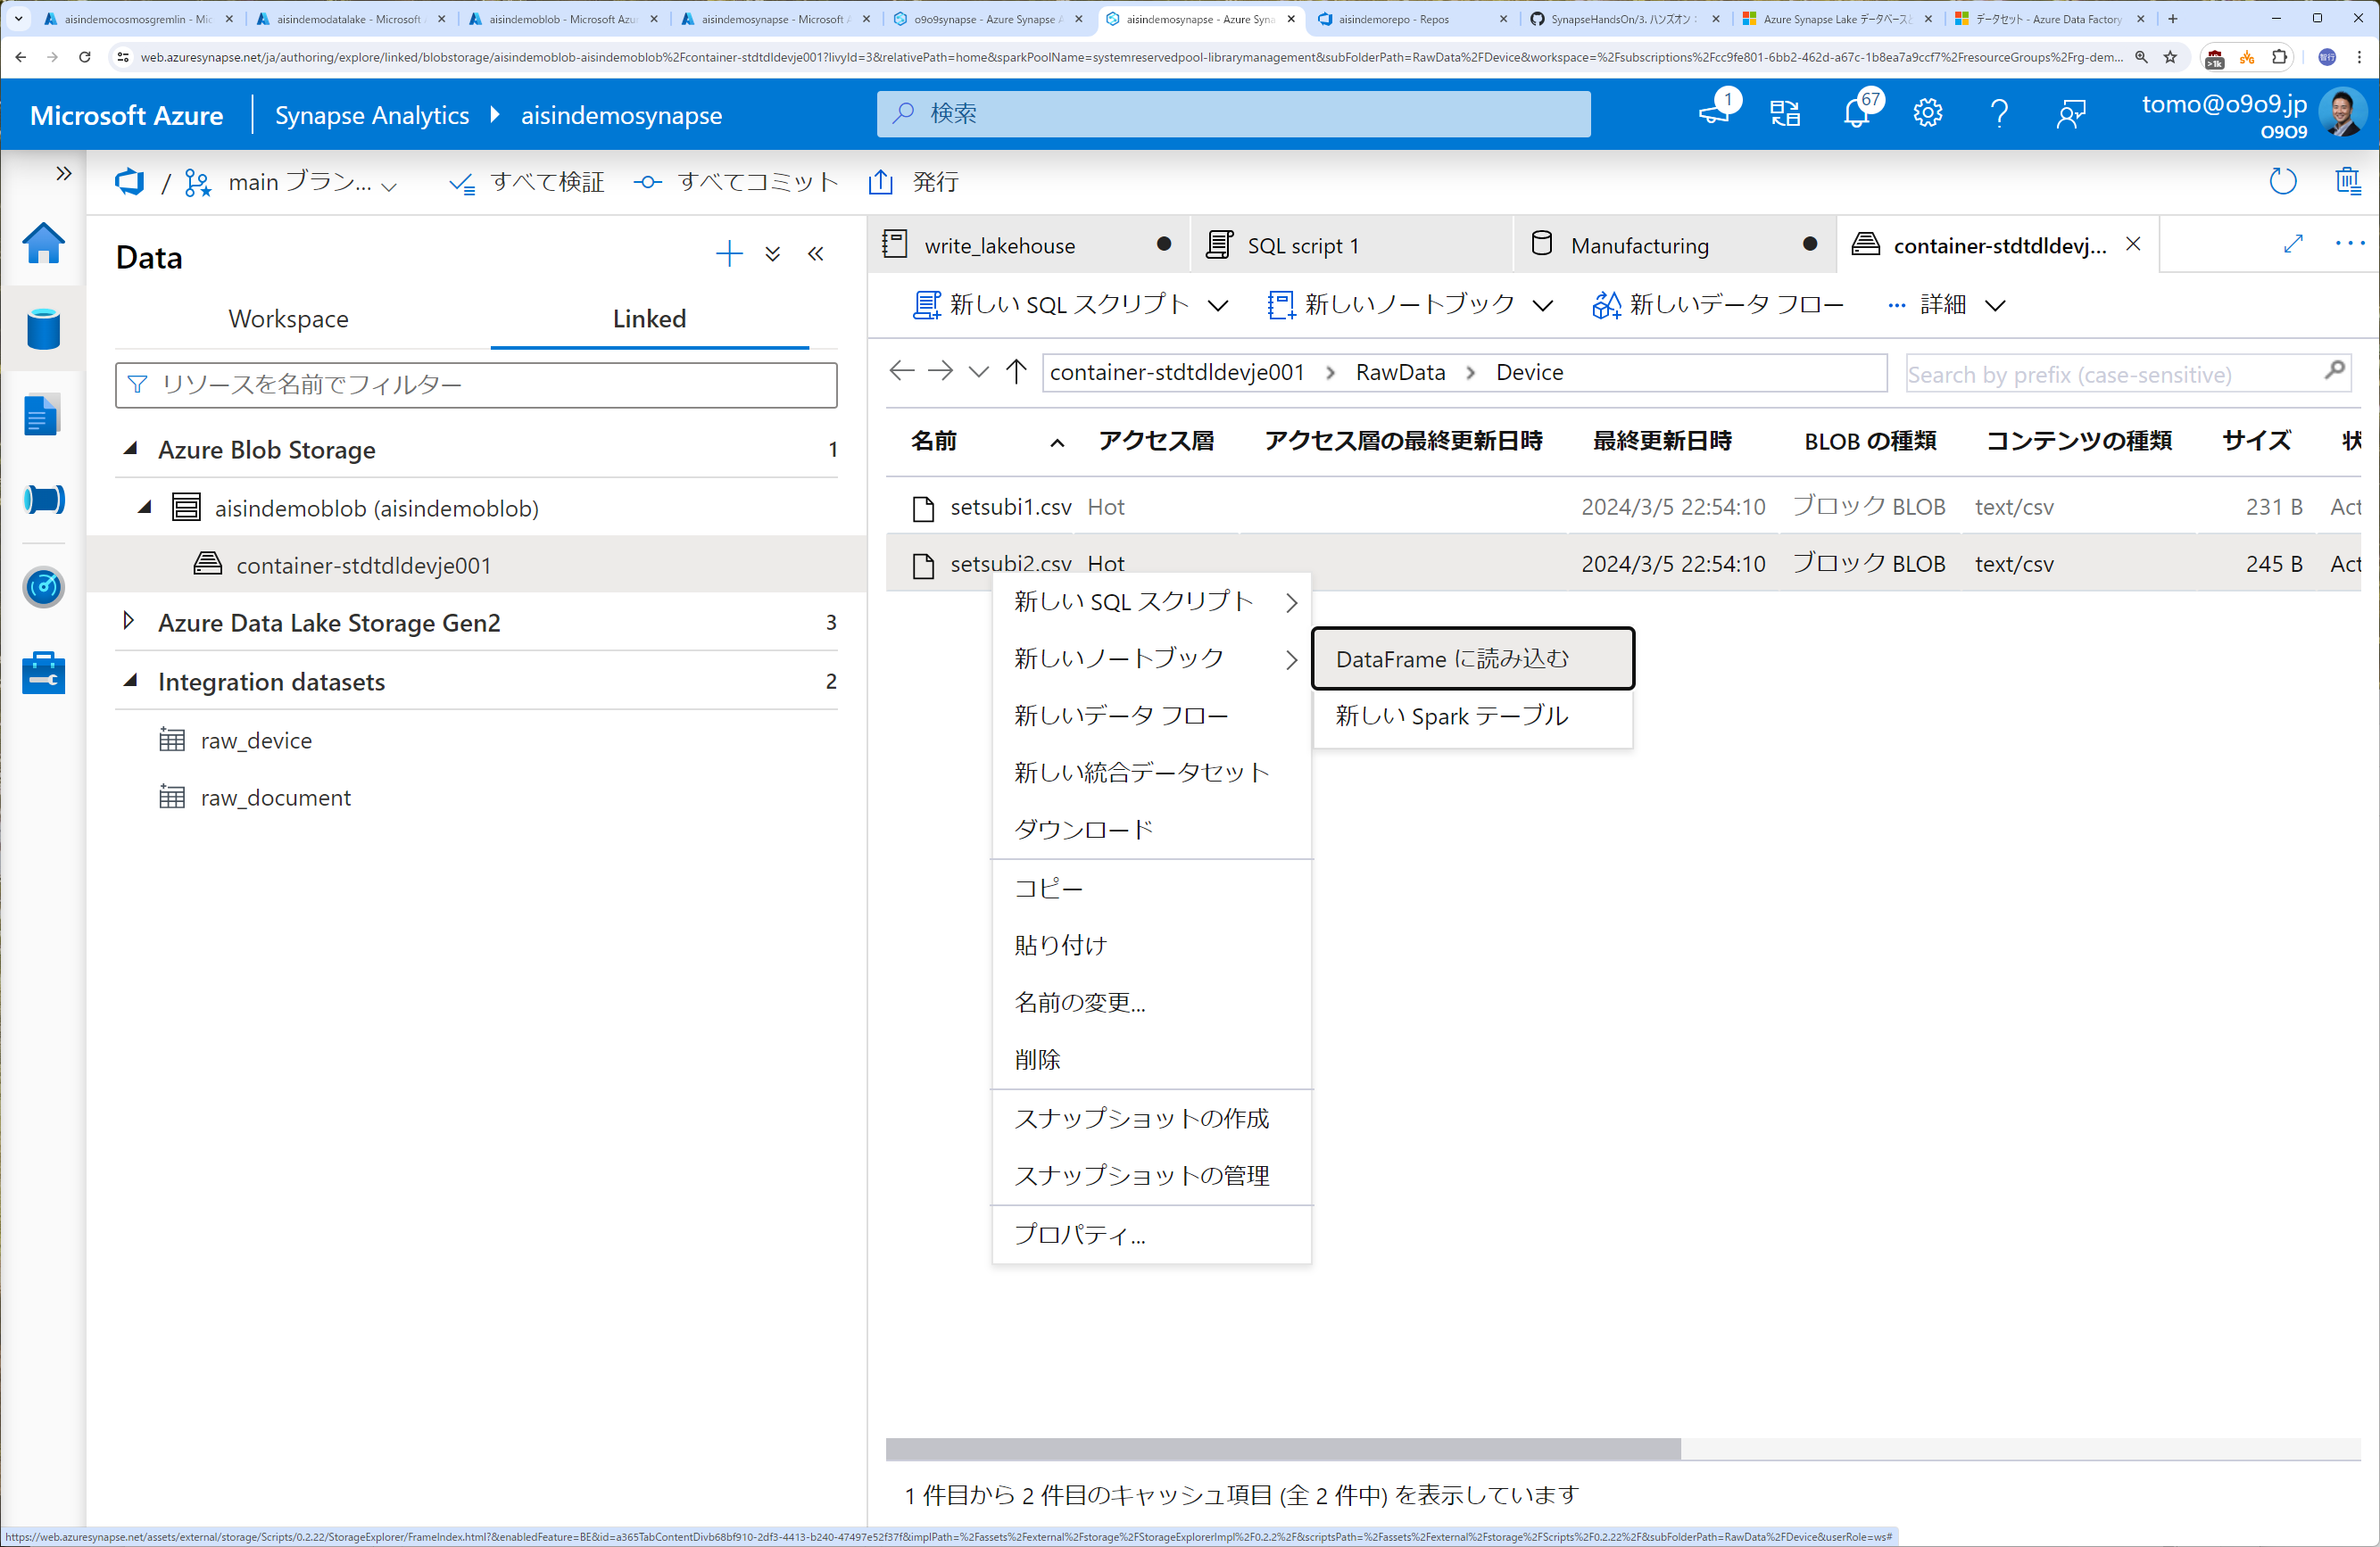 aisindemocosmosgremlin - Mic
aisindemodatalake - Microsoft A
aisindemoblob - Microsoft Azur
aisindemosynapse - Microsoft A
o9o9synapse - Azure Synapse A
aisindemosynapse - Azure Syna
aisindemorepo - Repos
SynapseHandsOn/3. ハンズオン :
Azure Synapse Lake データベースと
データセット - Azure Data Factory
web.azuresynapse.net/ja/authoring/explore/linked/blobstorage/aisindemoblob-aisindemoblob%2Fcontainer-stdtdldevje001?livyId=3&relativePath=home&sparkPoolName=systemreservedpool-librarymanagement&subFolderPath=RawData%2FDevice&workspace=%2Fsubscriptions%2Fcc9fe801-6bb2-462d-a67c-1b8ea7a9ccf7%2FresourceGroups%2Frg-dem...
>1k
智行
Microsoft Azure
Synapse Analytics
aisindemosynapse
検索
1
67
tomo@o9o9.jp
O9O9
/
main ブラン...
すべて検証
すべてコミット
発行
Data
Workspace
Linked
リソースを名前でフィルター
Azure Blob Storage
1
aisindemoblob (aisindemoblob)
container-stdtdldevje001
Azure Data Lake Storage Gen2
3
Integration datasets
2
raw_device
raw_document
write_lakehouse
SQL script 1
Manufacturing
container-stdtdldevj...
新しい SQL スクリプト
新しいノートブック
新しいデータ フロー
詳細
container-stdtdldevje001
RawData
Device
Search by prefix (case-sensitive)
名前 アクセス層 アクセス層の最終更新日時 最終更新日時 BLOB の種類 コンテンツの種類 サイズ 状
setsubi1.csv Hot 2024/3/5 22:54:10 ブロック BLOB text/csv 231 B Act
setsubi2.csv Hot 2024/3/5 22:54:10 ブロック BLOB text/csv 245 B Act
新しい SQL スクリプト
新しいノートブック
DataFrame に読み込む
新しい Spark テーブル
新しいデータ フロー
新しい統合データセット
ダウンロード
コピー
貼り付け
名前の変更...
削除
スナップショットの作成
スナップショットの管理
プロパティ...
1 件目から 2 件目のキャッシュ項目 (全 2 件中) を表示しています
https://web.azuresynapse.net/assets/external/storage/Scripts/0.2.22/StorageExplorer/FrameIndex.html?&enabledFeature=BE&id=a365TabContentDivb68bf910-2df3-4413-b240-47497e52f37f&implPath=%2Fassets%2Fexternal%2Fstorage%2FStorageExplorerImpl%2F0.2.2%2F&scriptsPath=%2Fassets%2Fexternal%2Fstorage%2FScripts%2F0.2.22%2F&subFolderPath=RawData%2FDevice&userRole=ws#